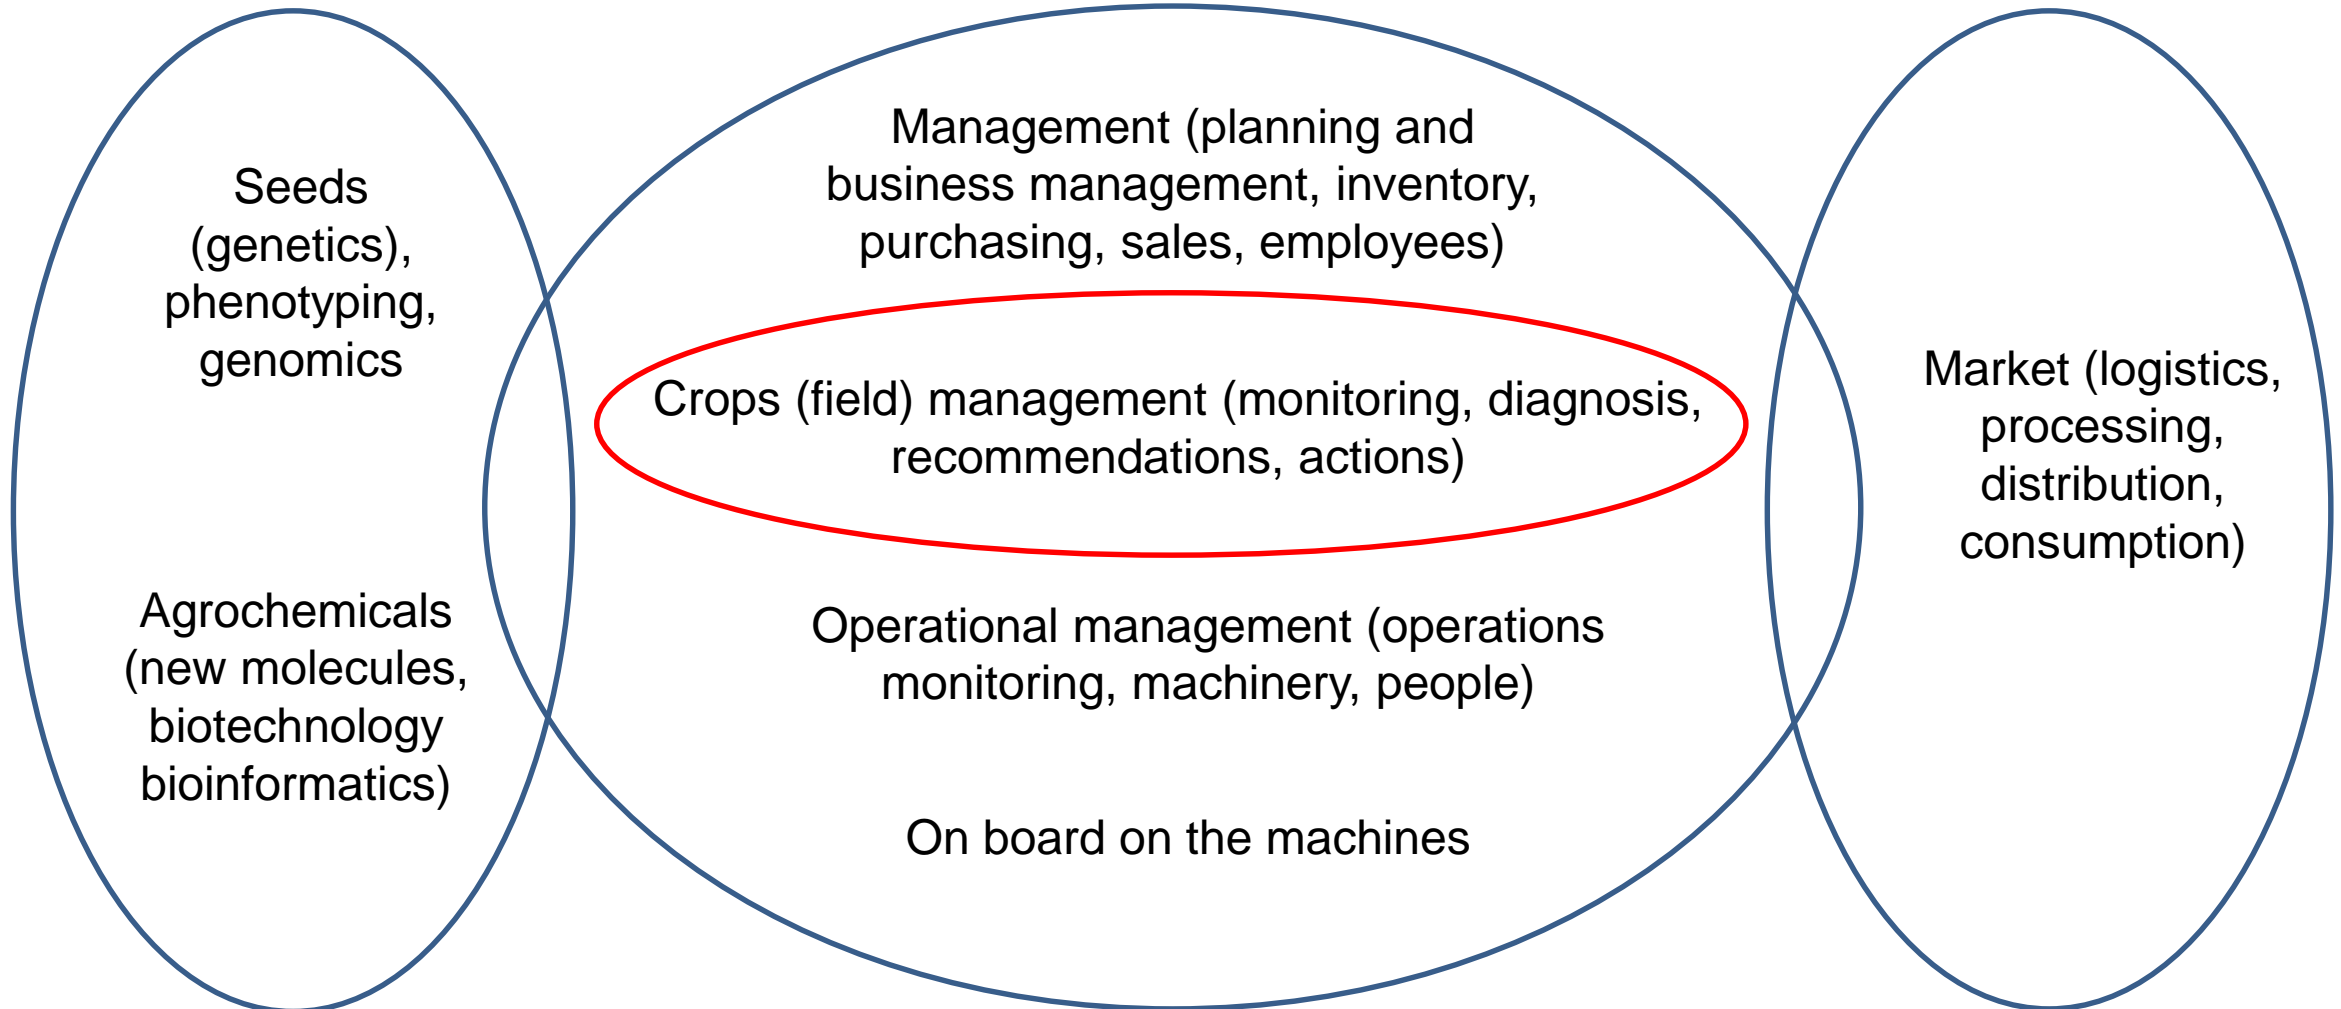 Seeds
(genetics),
phenotyping,
genomics
Agrochemicals
(new molecules,
biotechnology
bioinformatics)
Management (planning and
business management, inventory,
purchasing, sales, employees)
Crops (field) management (monitoring, diagnosis,
recommendations, actions)
Operational management (operations
monitoring, machinery, people)
On board on the machines
Market (logistics,
processing,
distribution,
consumption)